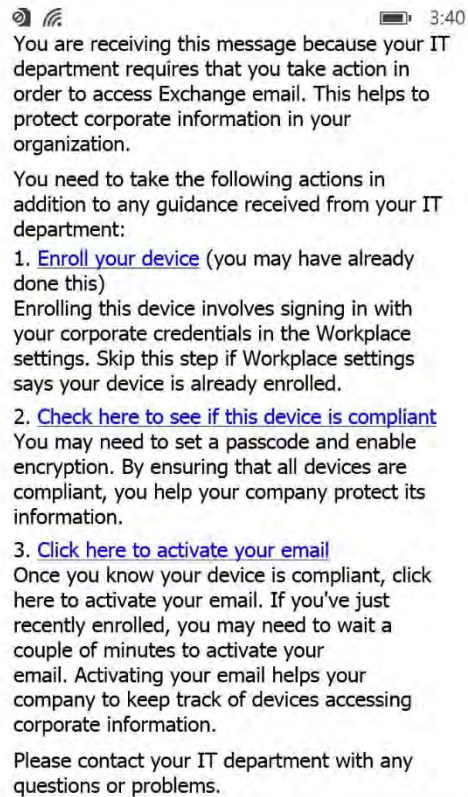 3:40
You are receiving this message because your IT
department requires that you take action in
order to access Exchange email. This helps to
protect corporate information in your
organization.
You need to take the following actions in
addition to any guidance received from your IT
department:
1. Enroll your device (you may have already
done this)
Enrolling this device involves signing in with
your corporate credentials in the Workplace
settings. Skip this step if Workplace settings
says your device is already enrolled.
2. Check here to see if this device is compliant
You may need to set a passcode and enable
encryption. By ensuring that all devices are
compliant, you help your company protect its
information.
3. Click here to activate your email
Once you know your device is compliant, click
here to activate your email. If you've just
recently enrolled, you may need to wait a
couple of minutes to activate your
email. Activating your email helps your
company to keep track of devices accessing
corporate information.
Please contact your IT department with any
questions or problems.